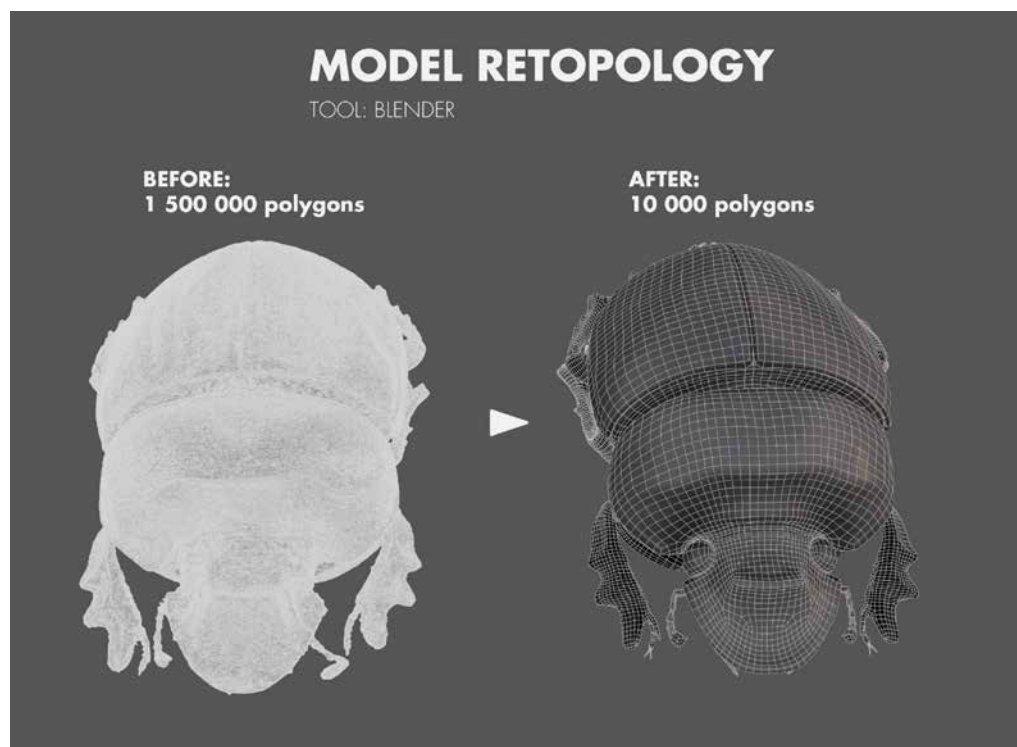 MODEL RETOPOLOGY
TOOL: BLENDER
BEFORE:
1 500 000 polygons
AFTER:
10 000 polygons